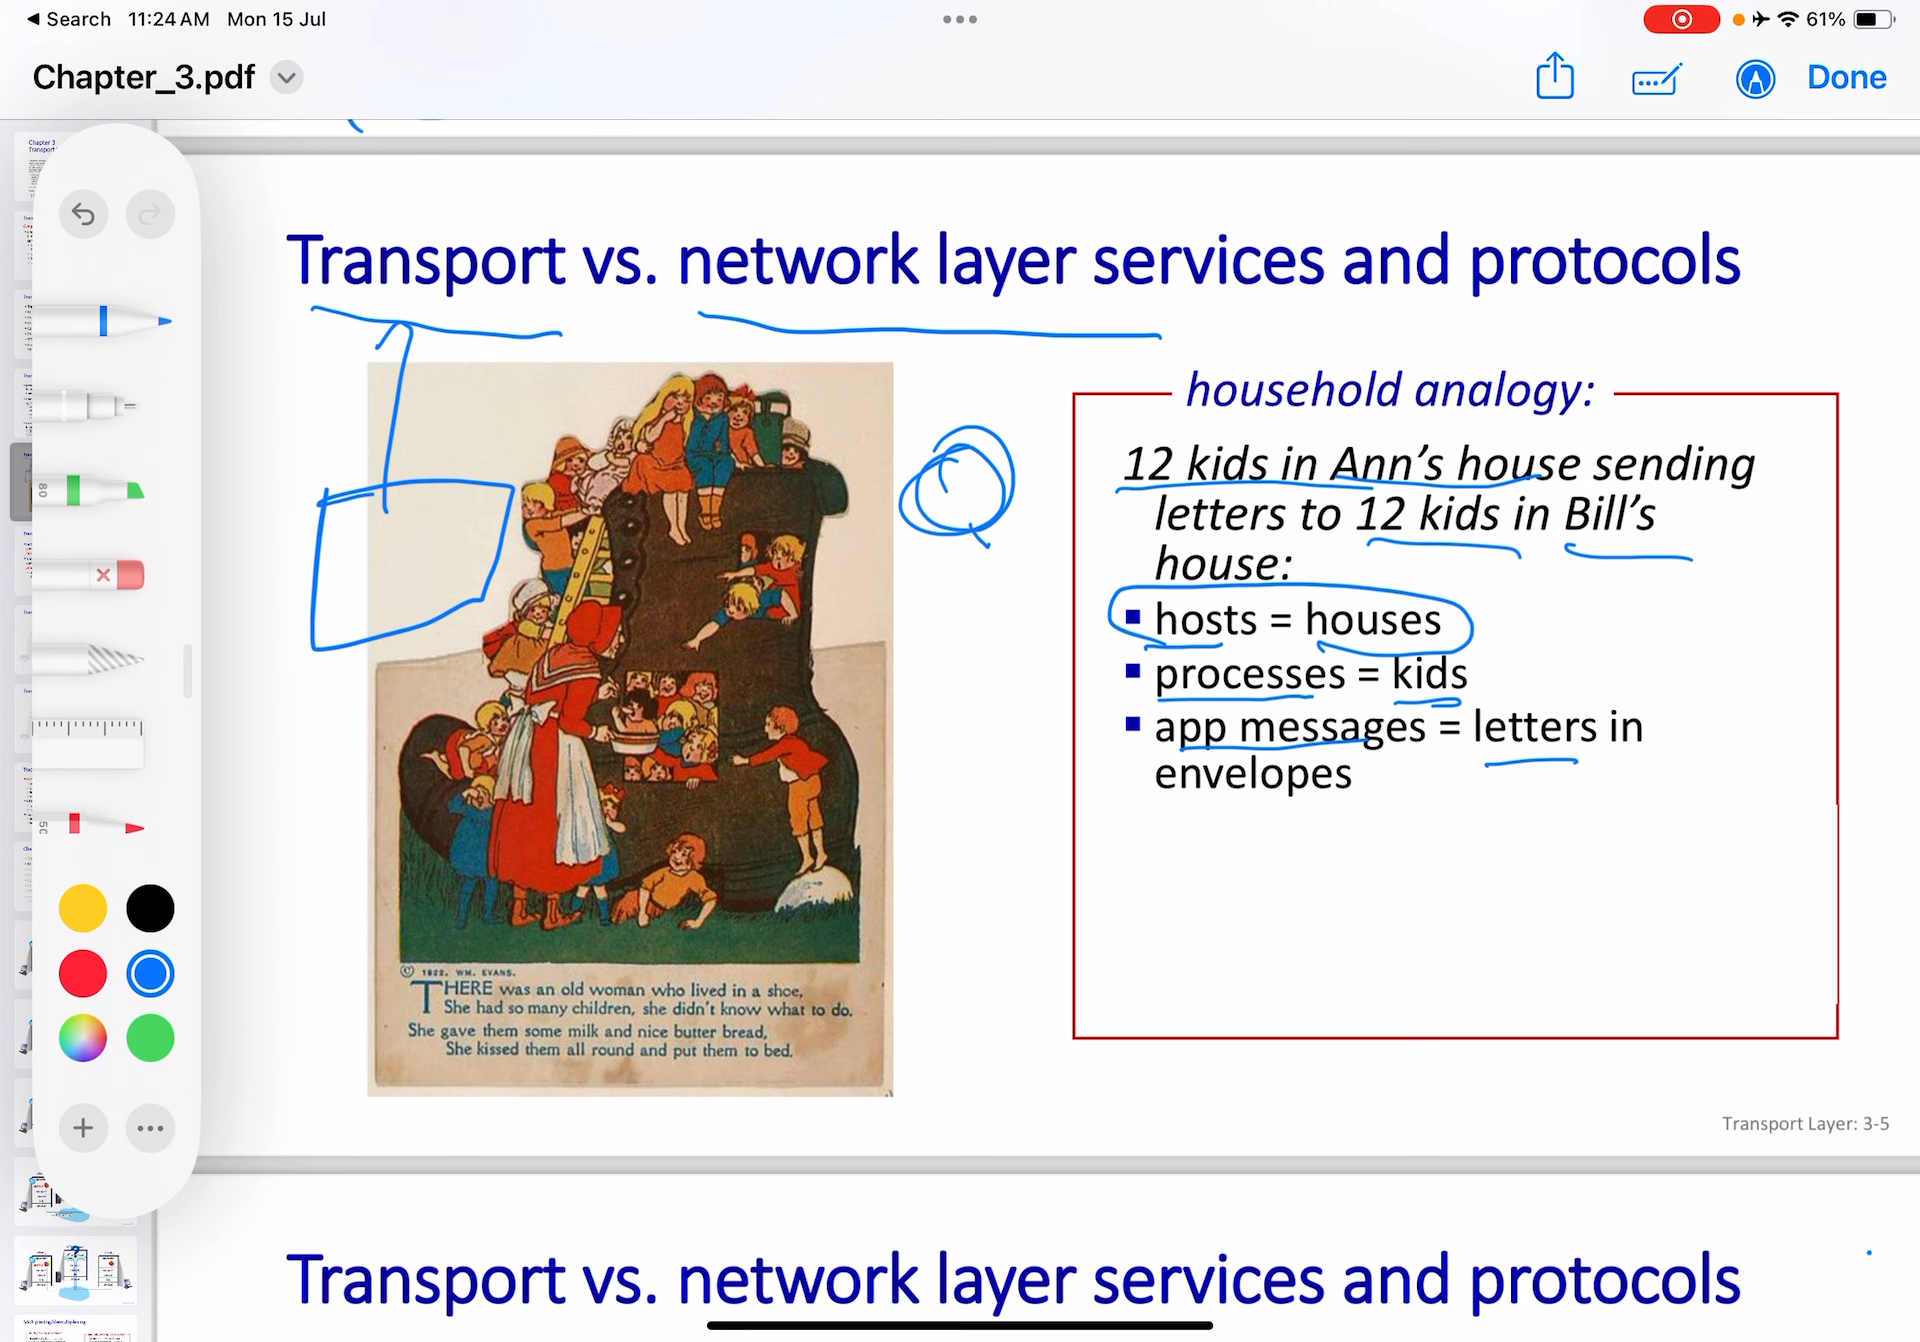 Search 11:24 AM Mon 15 Jul
61%
Chapter_3.pdf
Done
Transport vs. network layer services and protocols
household analogy:
12 kids in Ann's house sending
letters to 12 kids in Bill's
house:
hosts = houses
processes = kids
app messages = letters in
envelopes
© 1922. WM. EVANS.
THERE was an old woman who lived in a shoe,
She had so many children, she didn't know what to do.
She gave them some milk and nice butter bread,
She kissed them all round and put them to bed.
Transport Layer: 3-5
Transport vs. network layer services and protocols
80
Chapter 3